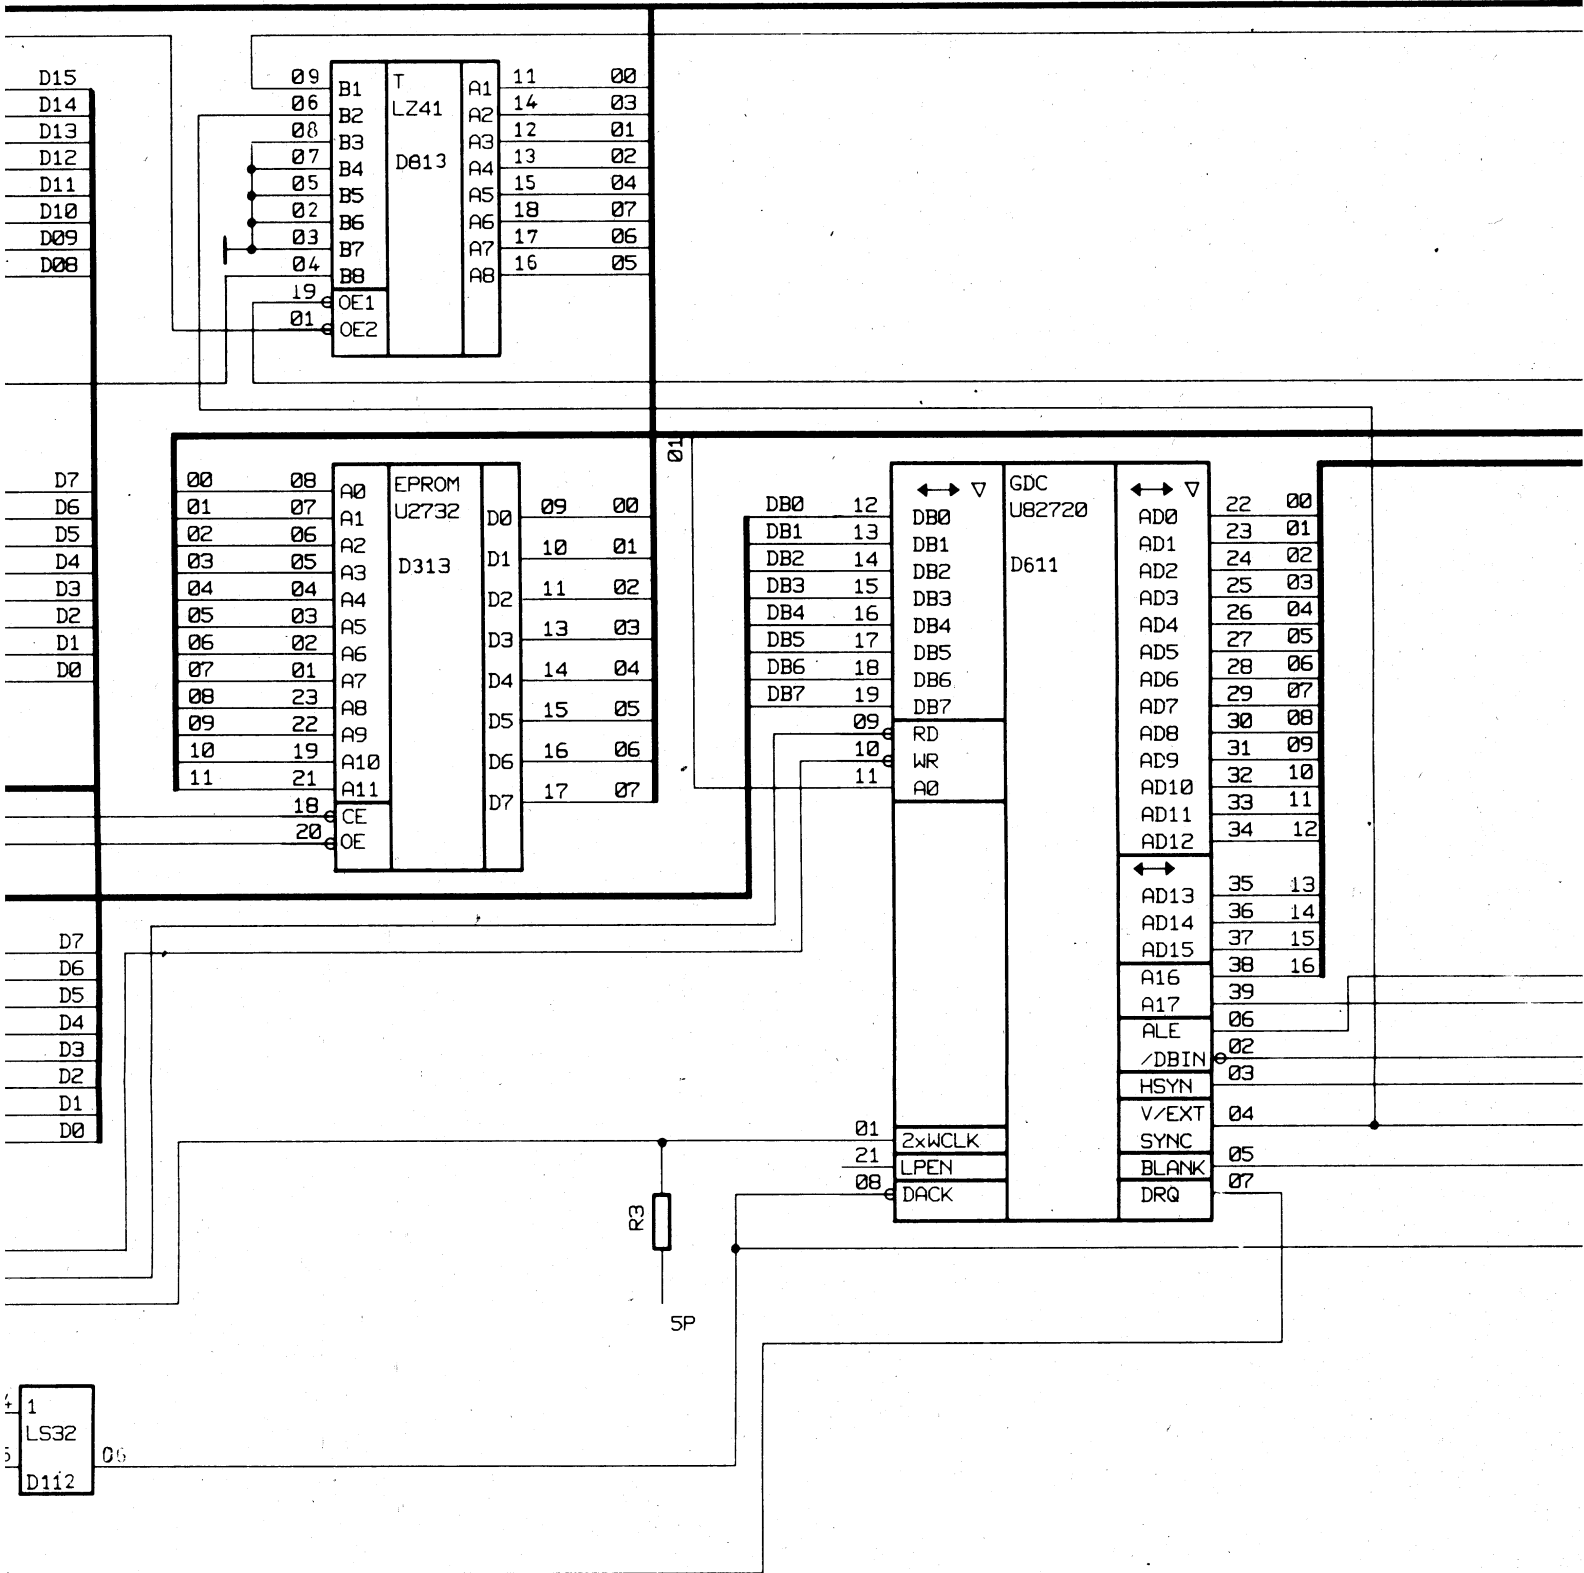 D15
D14
D13
D12
D11
D10
D09
D08
09 B1 T A1 11 00
06 B2 LZ41 A2 14 03
08 B3 A3 12 01
07 B4 D813 A4 13 02
05 B5 A5 15 04
02 B6 A6 18 07
03 B7 A7 17 06
04 B8 A8 16 05
19 OE1
01 OE2
01
D7
D6
D5
D4
D3
D2
D1
D0
00 08 A0 EPROM
01 07 A1 U2732 D0 09 00
02 06 A2
03 05 A3 D313 D1 10 01
04 04 A4 D2 11 02
05 03 A5
06 02 A6 D3 13 03
07 01 A7 D4 14 04
08 23 A8
09 22 A9 D5 15 05
10 19 A10 D6 16 06
11 21 A11 D7 17 07
18 CE
20 OE
GDC
DB0 12 DB0 U82720 AD0 22 00
DB1 13 DB1 AD1 23 01
DB2 14 DB2 D611 AD2 24 02
DB3 15 DB3 AD3 25 03
DB4 16 DB4 AD4 26 04
DB5 17 DB5 AD5 27 05
DB6 18 DB6 AD6 28 06
DB7 19 DB7 AD7 29 07
09 RD AD8 30 08
10 WR AD9 31 09
11 A0 AD10 32 10
AD11 33 11
AD12 34 12
AD13 35 13
AD14 36 14
AD15 37 15
A16 38 16
A17 39
ALE 06
/DBIN 02
HSYN 03
V/EXT 04
01 2xWCLK SYNC
21 LPEN BLANK 05
08 DACK DRQ 07
D7
D6
D5
D4
D3
D2
D1
D0
R3
5P
4 1
LS32
06
D112